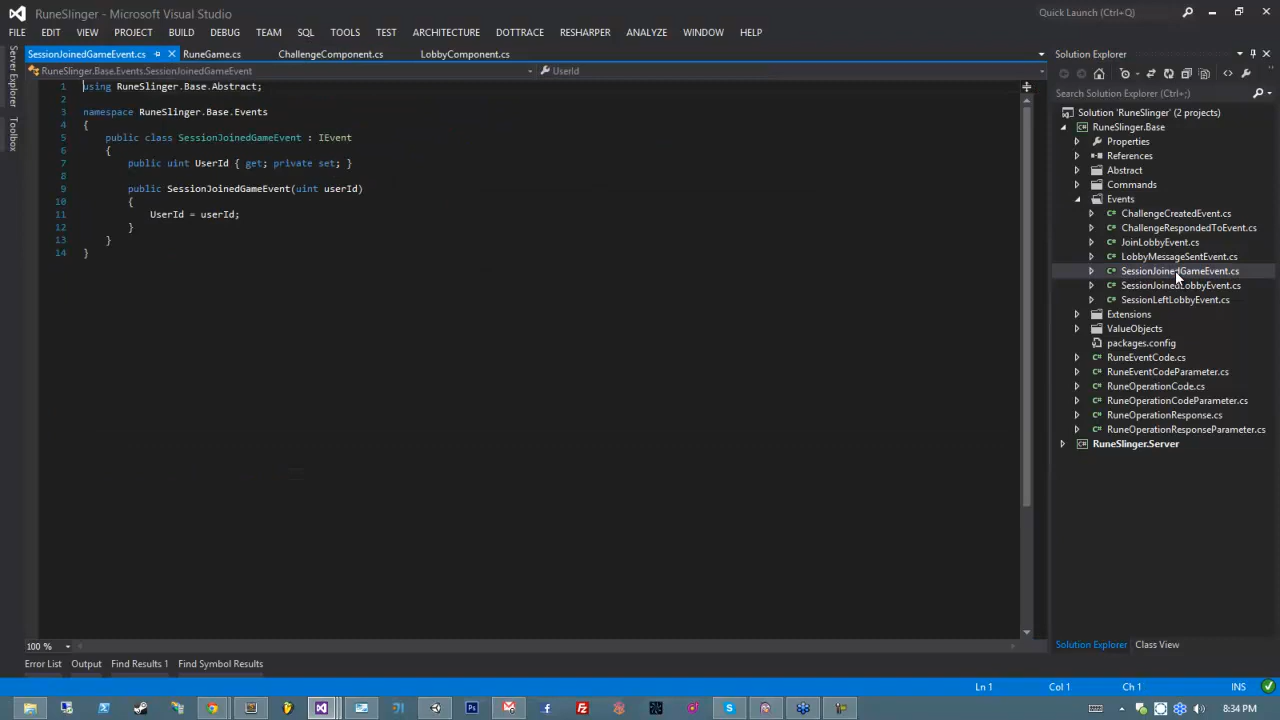 RuneSlinger - Microsoft Visual Studio
Quick Launch (Ctrl+Q)
FILE EDIT VIEW PROJECT BUILD DEBUG TEAM SQL TOOLS TEST ARCHITECTURE DOTTRACE RESHARPER ANALYZE WINDOW HELP
SessionJoinedGameEvent.cs RuneGame.cs ChallengeComponent.cs LobbyComponent.cs
RuneSlinger.Base.Events.SessionJoinedGameEvent UserId
Server Explorer
Toolbox
1 using RuneSlinger.Base.Abstract;
2
3 namespace RuneSlinger.Base.Events
4 {
5 public class SessionJoinedGameEvent : IEvent
6 {
7 public uint UserId { get; private set; }
8
9 public SessionJoinedGameEvent(uint userId)
10 {
11 UserId = userId;
12 }
13 }
14 }
100 %
Solution Explorer
Search Solution Explorer (Ctrl+;)
Solution 'RuneSlinger' (2 projects)
RuneSlinger.Base
Properties
References
Abstract
Commands
Events
ChallengeCreatedEvent.cs
ChallengeRespondedToEvent.cs
JoinLobbyEvent.cs
LobbyMessageSentEvent.cs
SessionJoinedGameEvent.cs
SessionJoinedLobbyEvent.cs
SessionLeftLobbyEvent.cs
Extensions
ValueObjects
packages.config
RuneEventCode.cs
RuneEventCodeParameter.cs
RuneOperationCode.cs
RuneOperationCodeParameter.cs
RuneOperationResponse.cs
RuneOperationResponseParameter.cs
RuneSlinger.Server
Solution Explorer Class View
Error List Output Find Results 1 Find Symbol Results
Ln 1 Col 1 Ch 1 INS
8:34 PM